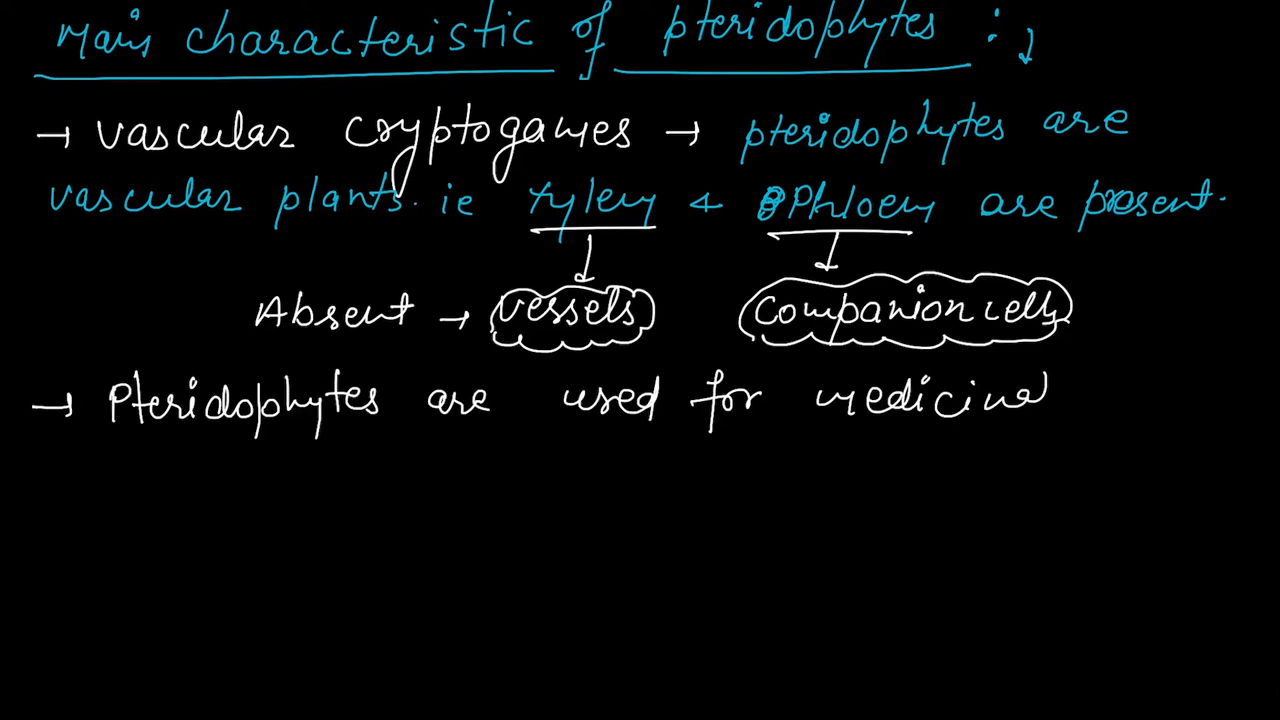 Main characteristic of pteridophytes :→
→ vascular cryptogames → pteridophytes are
vascular plants. ie xylem + Phloem are present.
Absent → vessels companion cells
→ Pteridophytes are used for medicine